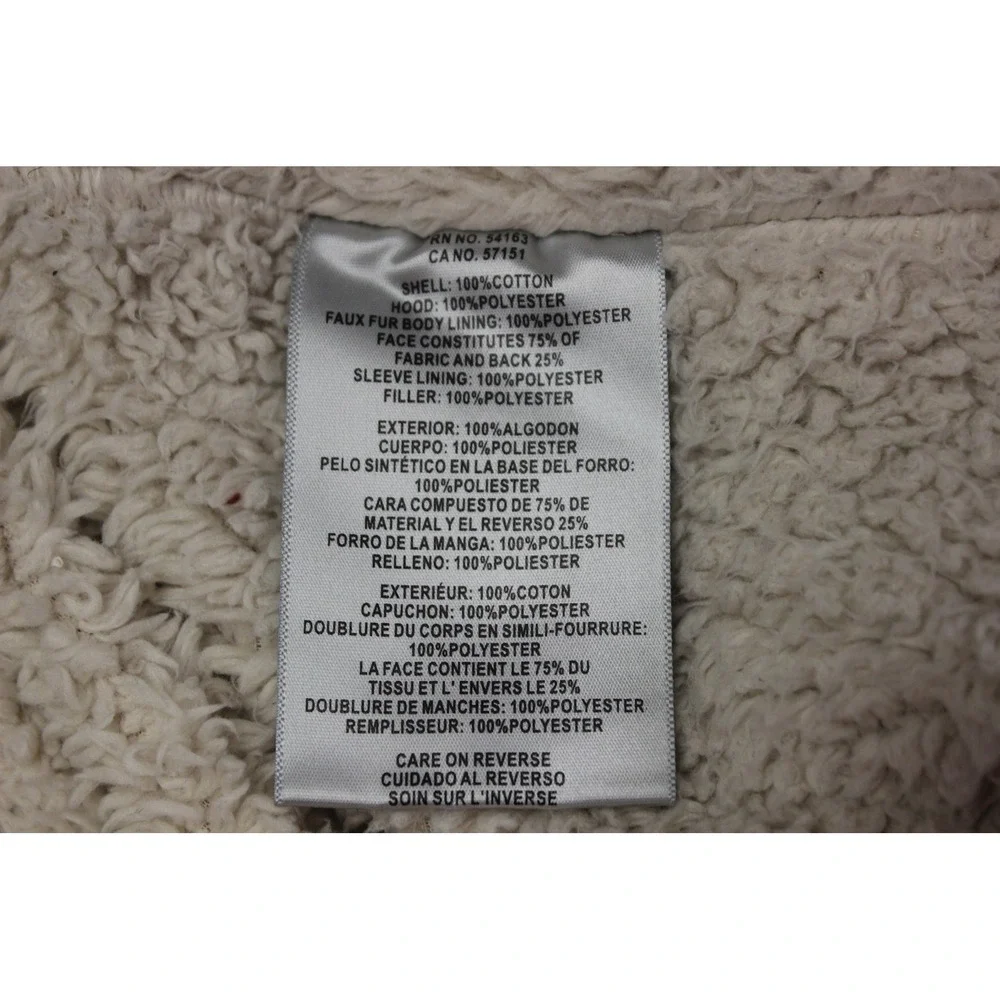 RN NO. 54163
CA NO. 57151
SHELL: 100%COTTON
HOOD: 100%POLYESTER
FAUX FUR BODY LINING: 100%POLYESTER
FACE CONSTITUTES 75% OF
FABRIC AND BACK 25%
SLEEVE LINING: 100%POLYESTER
FILLER: 100%POLYESTER
EXTERIOR: 100%ALGODON
CUERPO: 100%POLIESTER
PELO SINTÉTICO EN LA BASE DEL FORRO:
100%POLIESTER
CARA COMPUESTO DE 75% DE
MATERIAL Y EL REVERSO 25%
FORRO DE LA MANGA: 100%POLIESTER
RELLENO: 100%POLIESTER
EXTERIÉUR: 100%COTON
CAPUCHON: 100%POLYESTER
DOUBLURE DU CORPS EN SIMILI-FOURRURE:
100%POLYESTER
LA FACE CONTIENT LE 75% DU
TISSU ET L' ENVERS LE 25%
DOUBLURE DE MANCHES: 100%POLYESTER
REMPLISSEUR: 100%POLYESTER
CARE ON REVERSE
CUIDADO AL REVERSO
SOIN SUR L'INVERSE